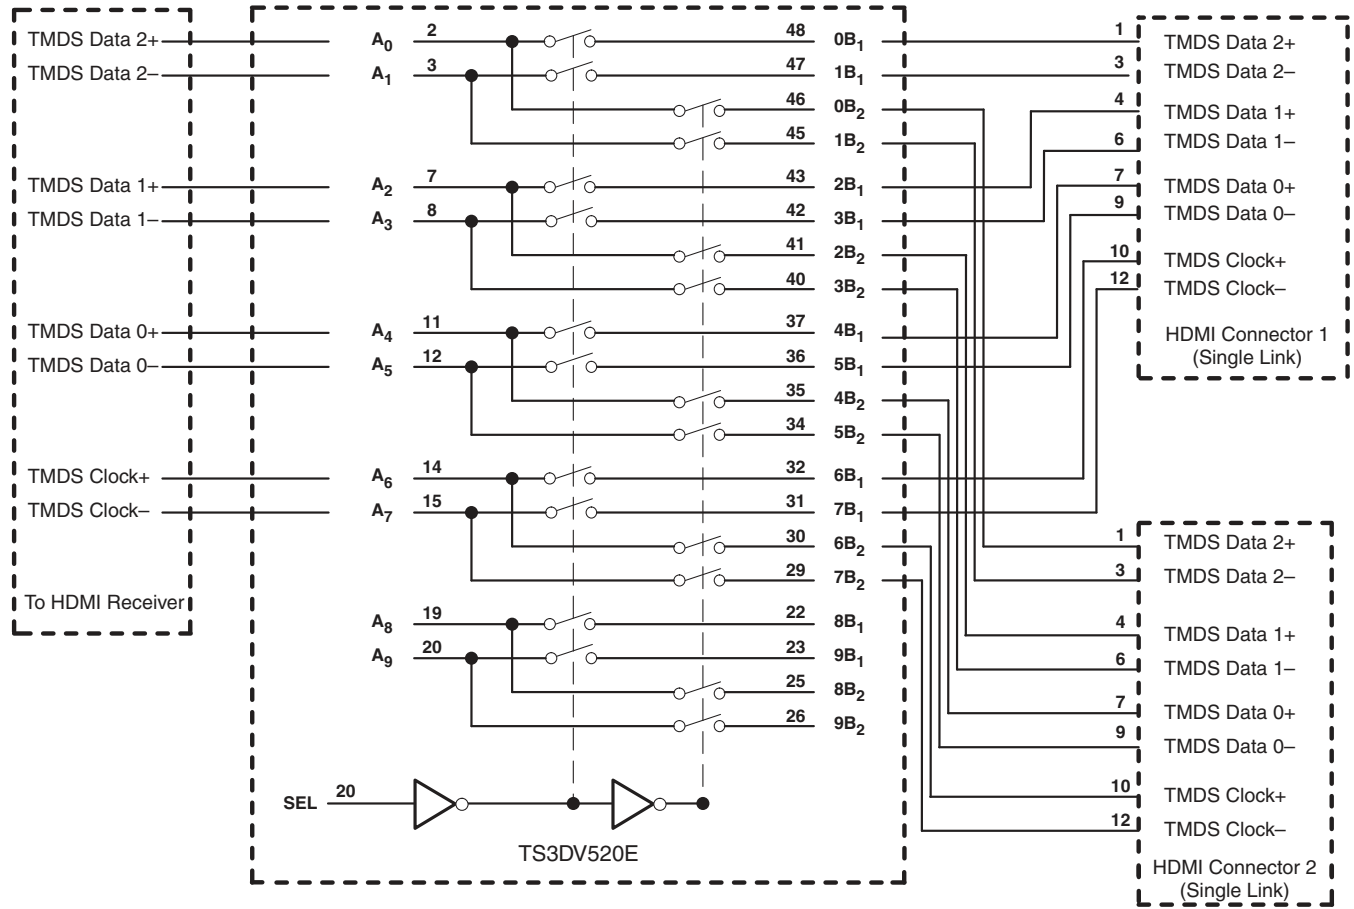 TMDS Data 2+ A0 2 48 0B1 1 TMDS Data 2+
TMDS Data 2– A1 3 47 1B1 3 TMDS Data 2–
46 0B2 4 TMDS Data 1+
45 1B2 6 TMDS Data 1–
TMDS Data 1+ A2 7 43 2B1 7 TMDS Data 0+
TMDS Data 1– A3 8 42 3B1 9 TMDS Data 0–
41 2B2 10 TMDS Clock+
40 3B2 12 TMDS Clock–
TMDS Data 0+ A4 11 37 4B1 HDMI Connector 1
TMDS Data 0– A5 12 36 5B1 (Single Link)
35 4B2
34 5B2
TMDS Clock+ A6 14 32 6B1
TMDS Clock– A7 15 31 7B1
30 6B2 1 TMDS Data 2+
29 7B2 3 TMDS Data 2–
To HDMI Receiver
A8 19 22 8B1 4 TMDS Data 1+
A9 20 23 9B1 6 TMDS Data 1–
25 8B2 7 TMDS Data 0+
26 9B2 9 TMDS Data 0–
SEL 20 10 TMDS Clock+
12 TMDS Clock–
TS3DV520E
HDMI Connector 2
(Single Link)